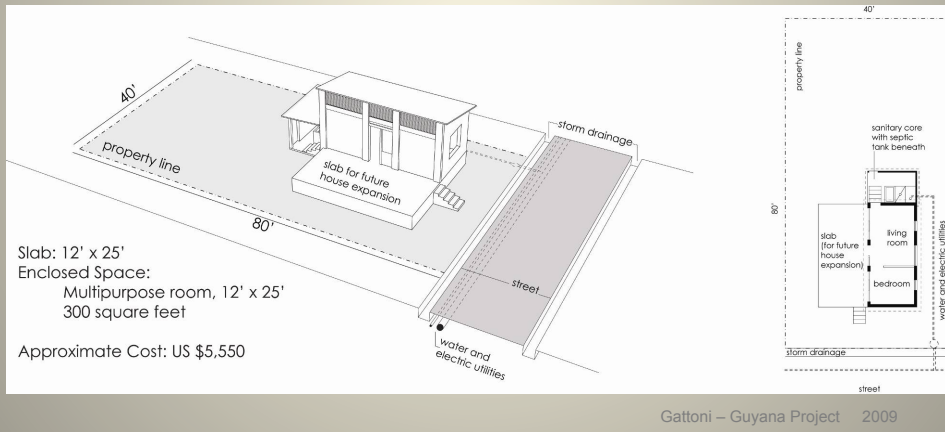 40'
property line
80'
slab for future
house expansion
storm drainage
street
water and
electric utilities
Slab: 12' x 25'
Enclosed Space:
Multipurpose room, 12' x 25'
300 square feet
Approximate Cost: US $5,550
40'
property line
80'
sanitary core
with septic
tank beneath
slab
(for future
house
expansion)
living
room
bedroom
water and electric utilities
storm drainage
street
Gattoni – Guyana Project 2009